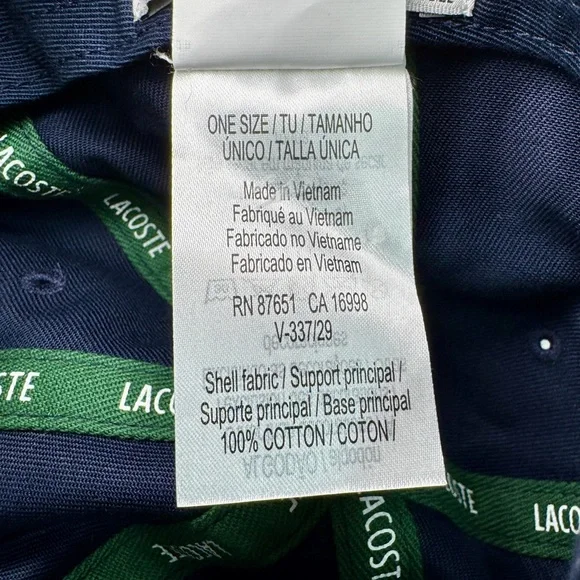 ONE SIZE / TU / TAMANHO
ÚNICO / TALLA ÚNICA
Made in Vietnam
Fabriqué au Vietnam
Fabricado no Vietname
Fabricado en Vietnam
RN 87651 CA 16998
V-337/29
Shell fabric / Support principal /
Suporte principal / Base principal
100% COTTON / COTON /
ALGODÃO / algodón
LACOSTE
LACOSTE
LACOSTE
LACOSTE